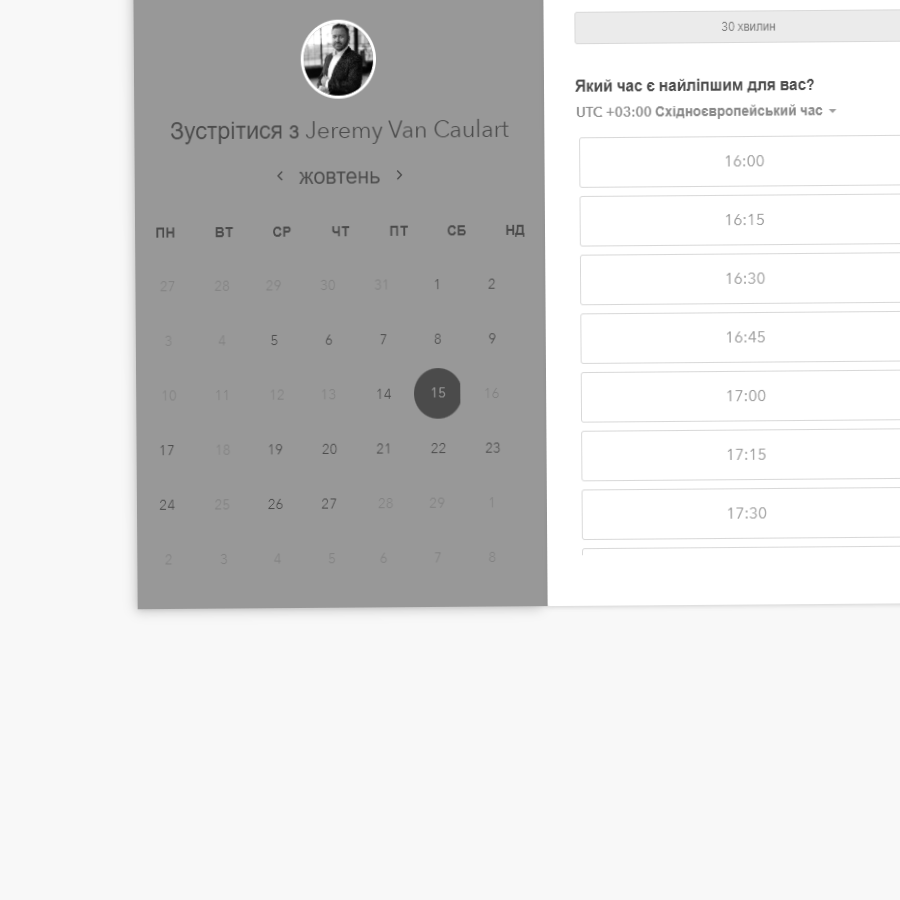 Зустрітися з Jeremy Van Caulart
жовтень
ПН ВТ СР ЧТ ПТ СБ НД
27 28 29 30 31 1 2
3 4 5 6 7 8 9
10 11 12 13 14 15 16
17 18 19 20 21 22 23
24 25 26 27 28 29 1
2 3 4 5 6 7 8
30 хвилин
Який час є найліпшим для вас?
UTC +03:00 Східноєвропейський час
16:00
16:15
16:30
16:45
17:00
17:15
17:30